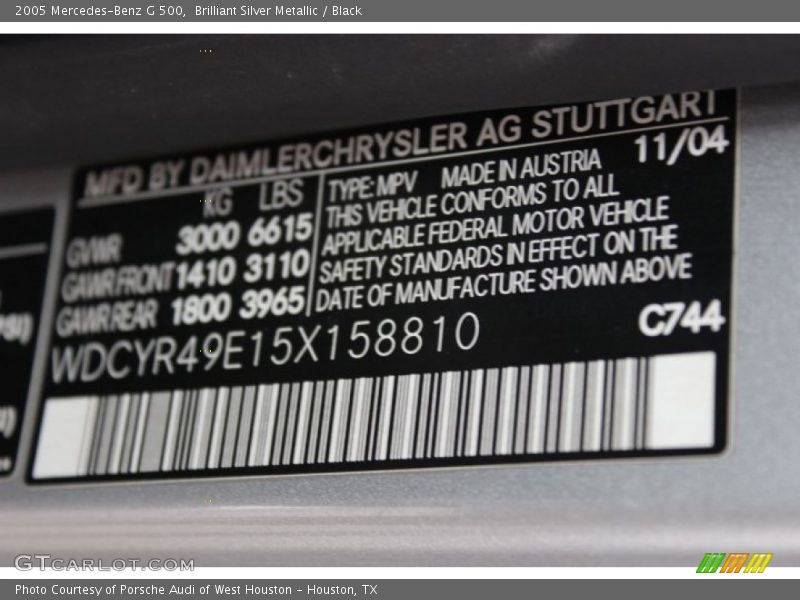 2005 Mercedes-Benz G 500,  Brilliant Silver Metallic / Black
MFD BY DAIMLERCHRYSLER AG STUTTGART
KG LBS
GVWR 3000 6615
GAWR FRONT 1410 3110
GAWR REAR 1800 3965
TYPE: MPV MADE IN AUSTRIA 11/04
THIS VEHICLE CONFORMS TO ALL
APPLICABLE FEDERAL MOTOR VEHICLE
SAFETY STANDARDS IN EFFECT ON THE
DATE OF MANUFACTURE SHOWN ABOVE
C744
WDCYR49E15X158810
GTCARLOT.COM
Photo Courtesy of Porsche Audi of West Houston - Houston, TX